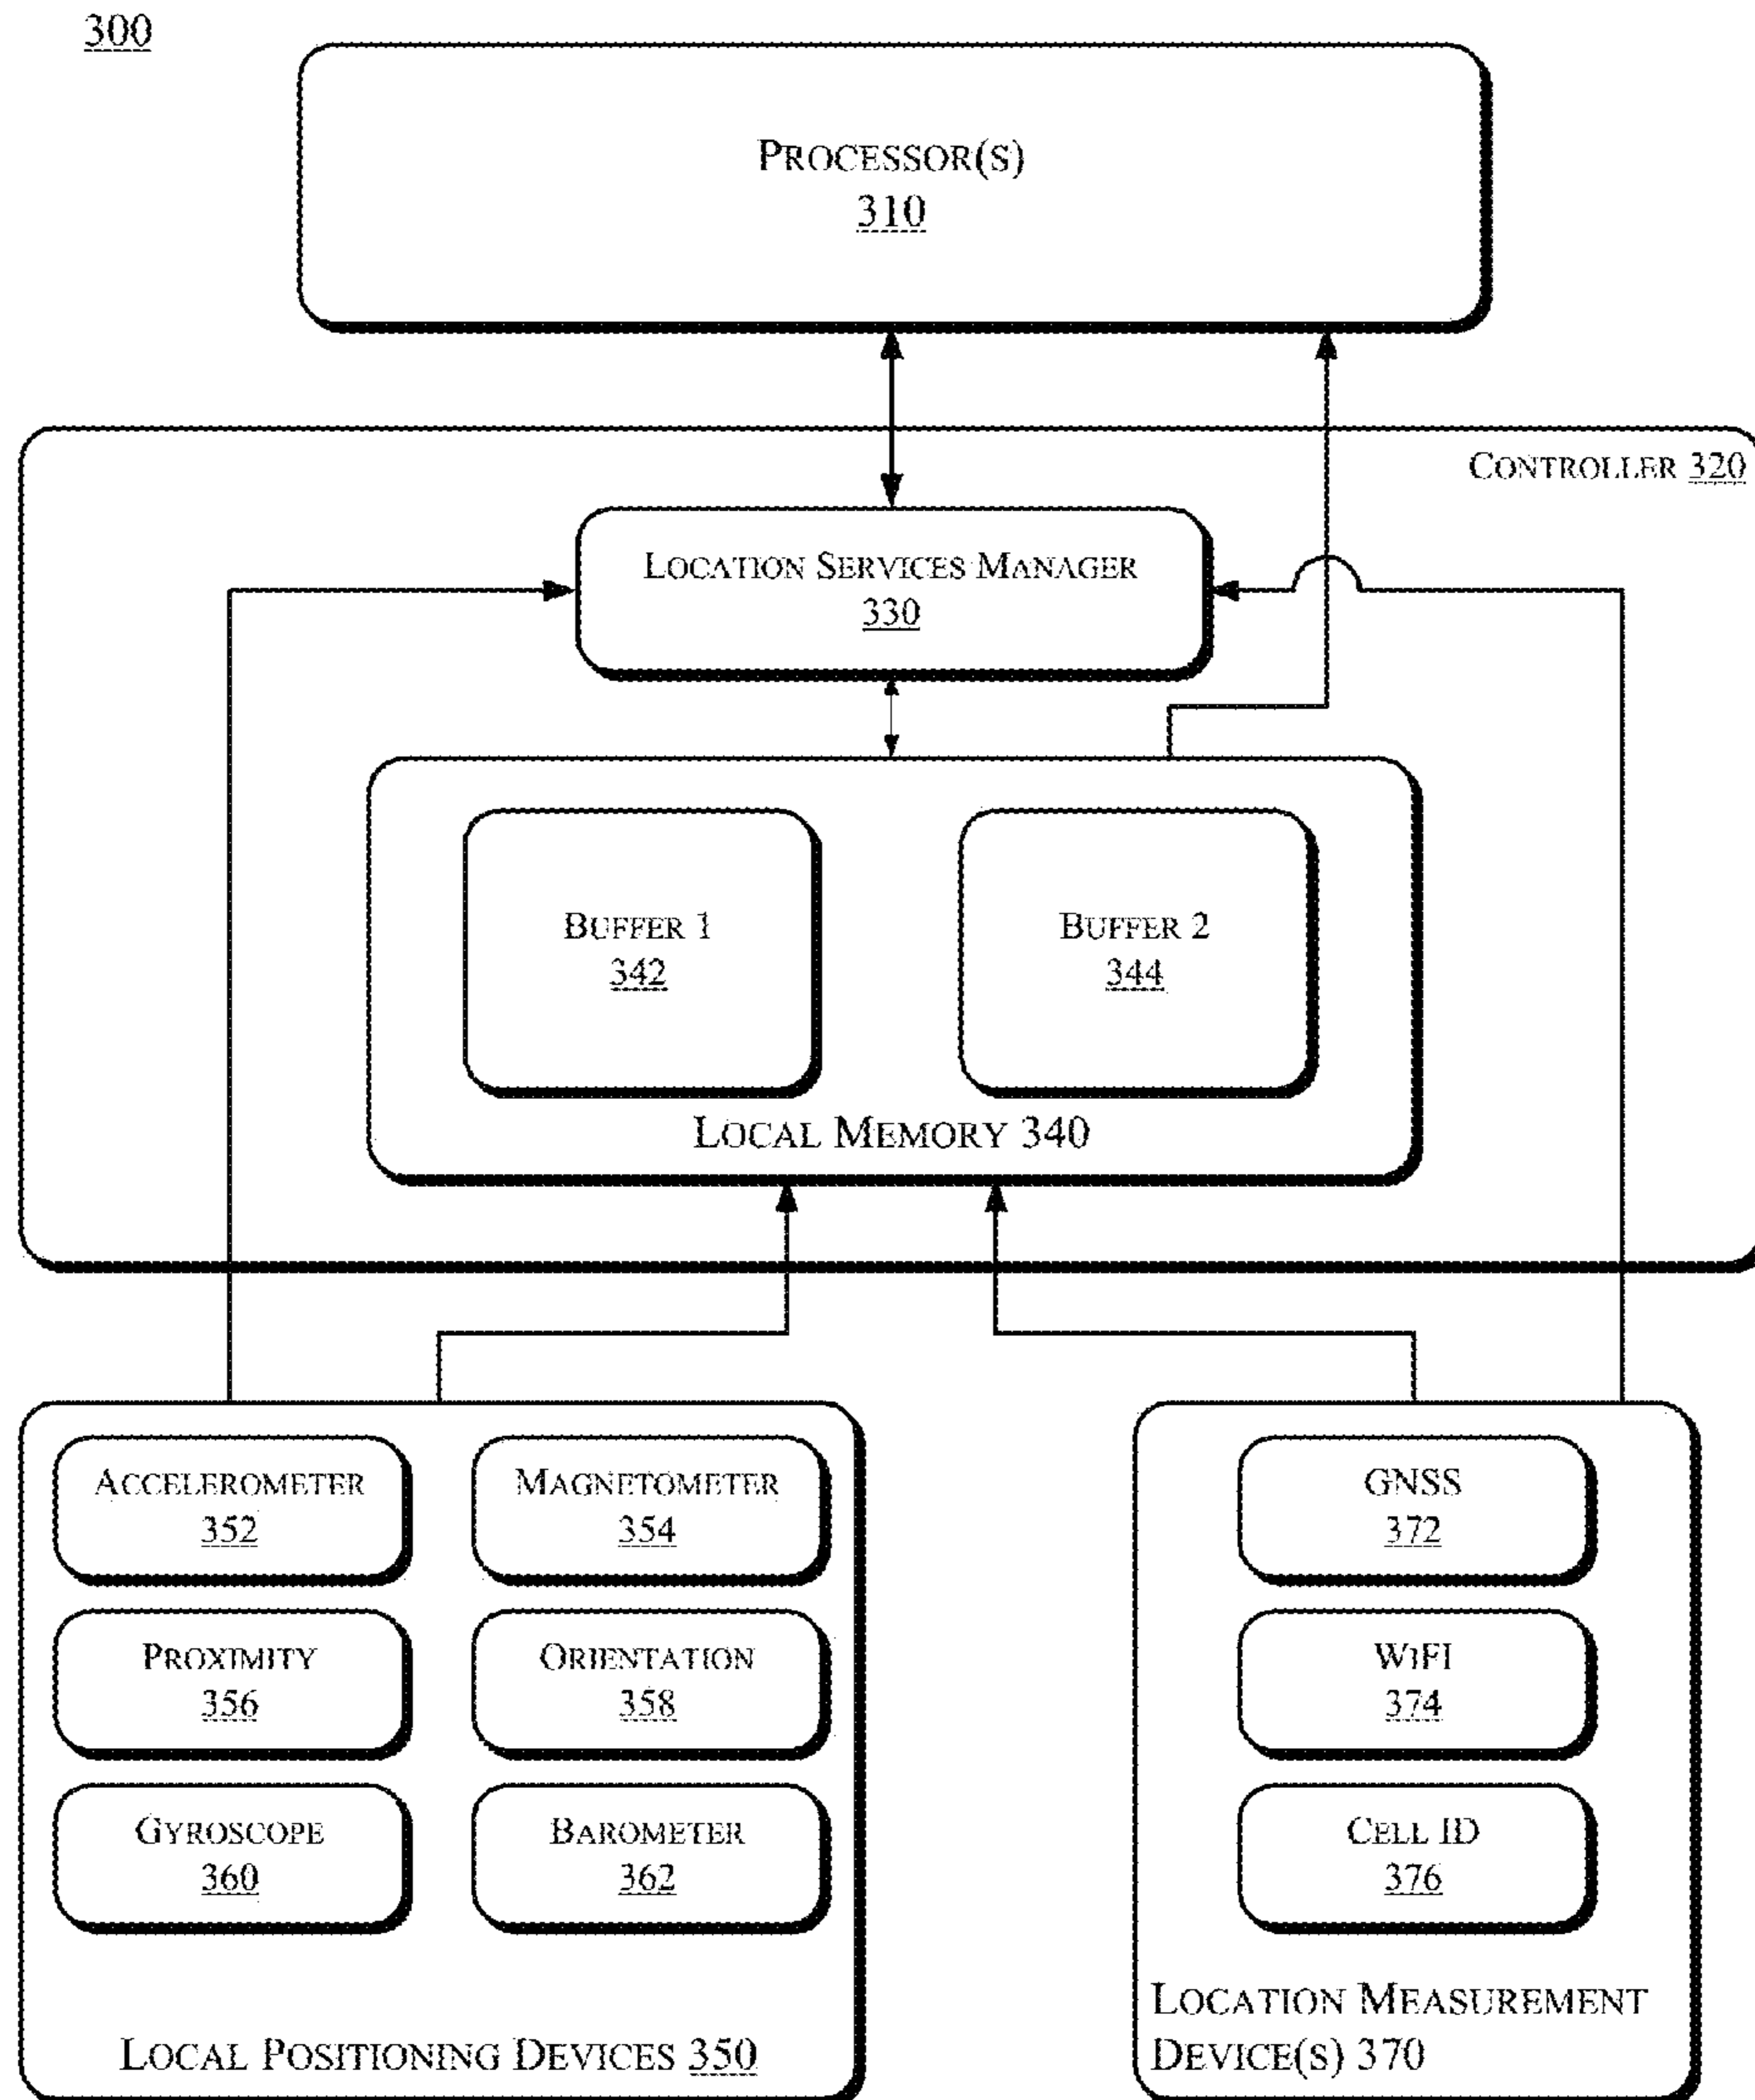 300
PROCESSOR(S)
310
CONTROLLER 320
LOCATION SERVICES MANAGER
330
BUFFER 1
342
BUFFER 2
344
LOCAL MEMORY 340
ACCELEROMETER
352
MAGNETOMETER
354
PROXIMITY
356
ORIENTATION
358
GYROSCOPE
360
BAROMETER
362
LOCAL POSITIONING DEVICES 350
GNSS
372
WIFI
374
CELL ID
376
LOCATION MEASUREMENT
DEVICE(S) 370